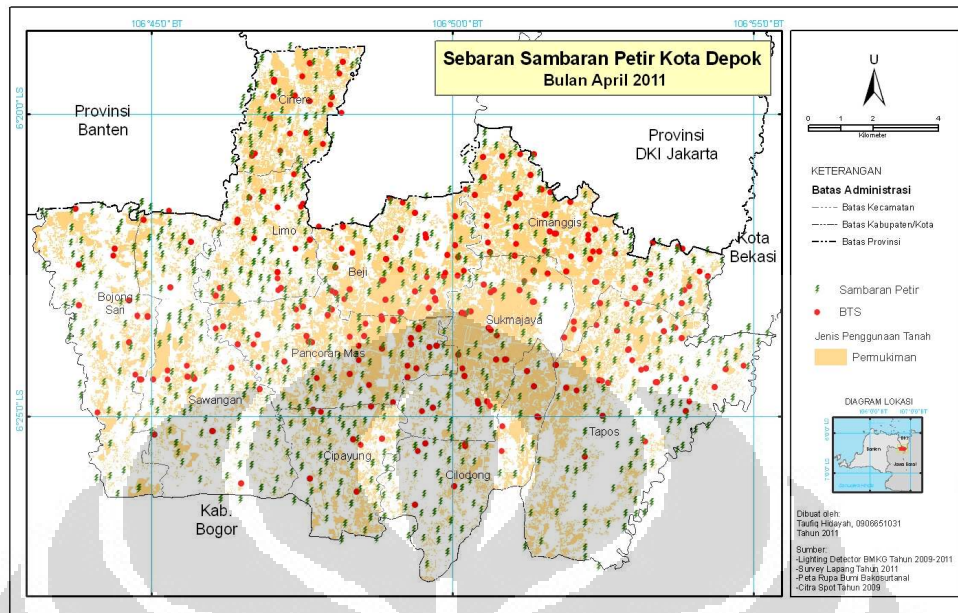 106°45'0"BT
106°50'0"BT
106°55'0"BT
Sebaran Sambaran Petir Kota Depok
Bulan April 2011
6°20'0"LS
6°25'0"LS
Provinsi
Banten
Provinsi
DKI Jakarta
Kota
Bekasi
Kab.
Bogor
Cinere
Limo
Cimanggis
Beji
Bojong
Sari
Sukmajaya
Pancoran Mas
Sawangan
Cipayung
Cilodong
Tapos
U
0 1 2 4
Kilometer
KETERANGAN
Batas Administrasi
Batas Kecamatan
Batas Kabupaten/Kota
Batas Provinsi
Sambaran Petir
BTS
Jenis Penggunaan Tanah
Permukiman
DIAGRAM LOKASI
Banten
Jawa Barat
Dibuat oleh:
Taufiq Hidayah, 0906651031
Tahun 2011
Sumber:
-Lighting Detector BMKG Tahun 2009-2011
-Survey Lapang Tahun 2011
-Peta Rupa Bumi Bakosurtanal
-Citra Spot Tahun 2009